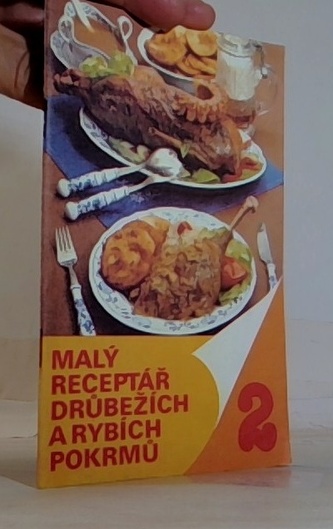 MALÝ
RECEPTÁŘ
DRŮBEŽÍCH
A RYBÍCH
POKRMŮ
2